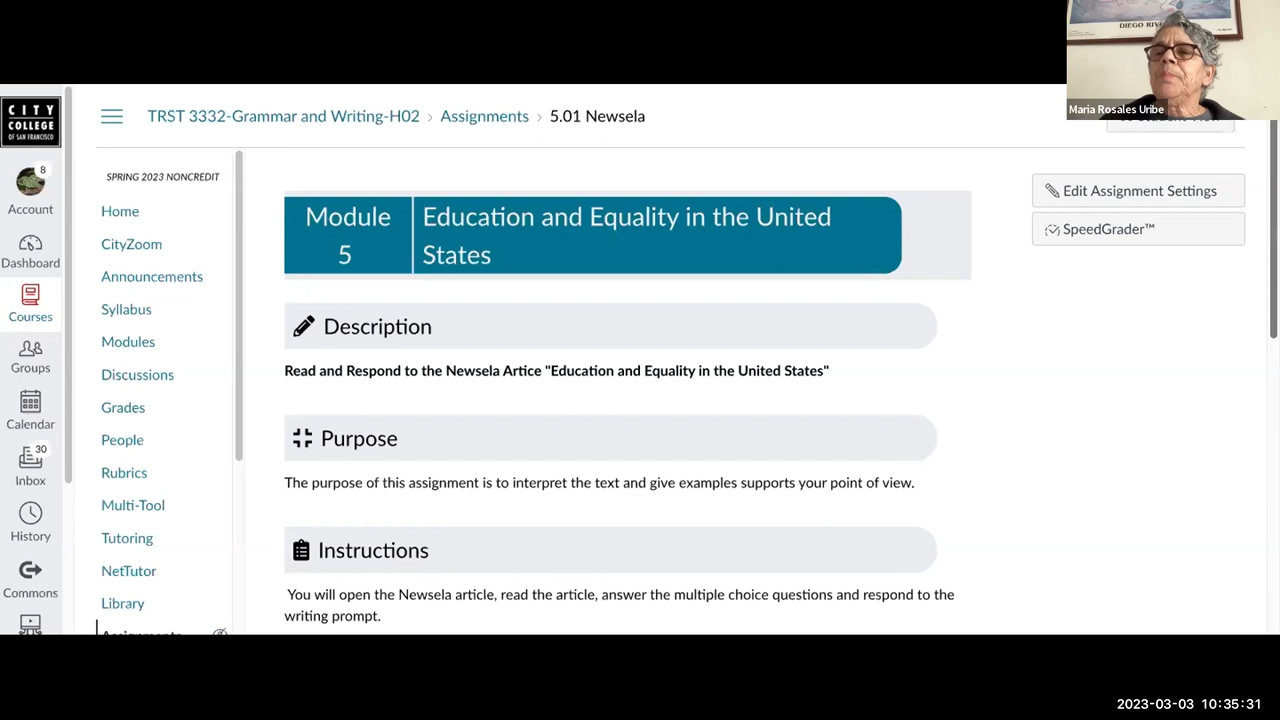 DIEGO
Maria Rosales Uribe
CITY
COLLEGE
OF SAN FRANCISCO
TRST 3332-Grammar and Writing-H02 › Assignments › 5.01 Newsela
8
Account
Dashboard
Courses
Groups
Calendar
30
Inbox
History
Commons
SPRING 2023 NONCREDIT
Home
CityZoom
Announcements
Syllabus
Modules
Discussions
Grades
People
Rubrics
Multi-Tool
Tutoring
NetTutor
Library
Assignments
Module
5
Education and Equality in the United
States
Description
Read and Respond to the Newsela Artice "Education and Equality in the United States"
Purpose
The purpose of this assignment is to interpret the text and give examples supports your point of view.
Instructions
You will open the Newsela article, read the article, answer the multiple choice questions and respond to the
writing prompt.
Edit Assignment Settings
SpeedGrader™
2023-03-03 10:35:31